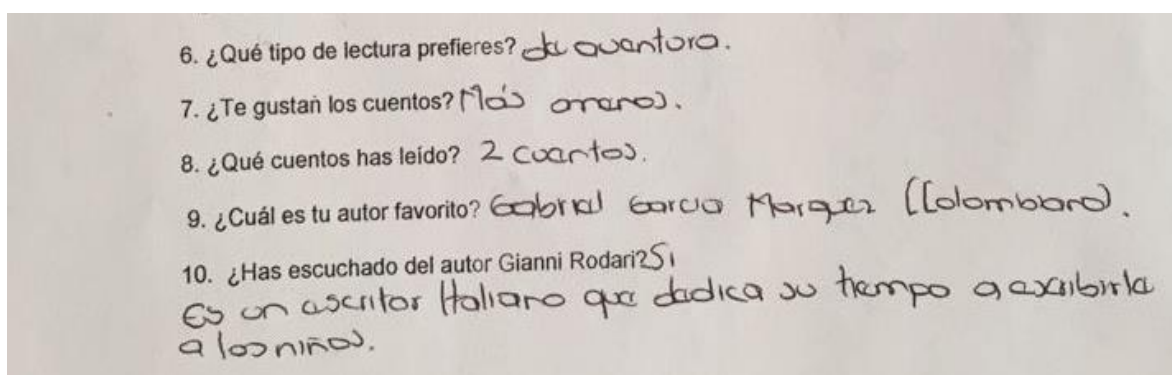 6. ¿Qué tipo de lectura prefieres? de aventura.
7. ¿Te gustan los cuentos? Más o menos.
8. ¿Qué cuentos has leído? 2 cuentos.
9. ¿Cuál es tu autor favorito? Gabriel Garcia Marquez (Colombiano).
10. ¿Has escuchado del autor Gianni Rodari? Si
Es un escritor Italiano que dedica su tiempo a escribirle
a los niños.